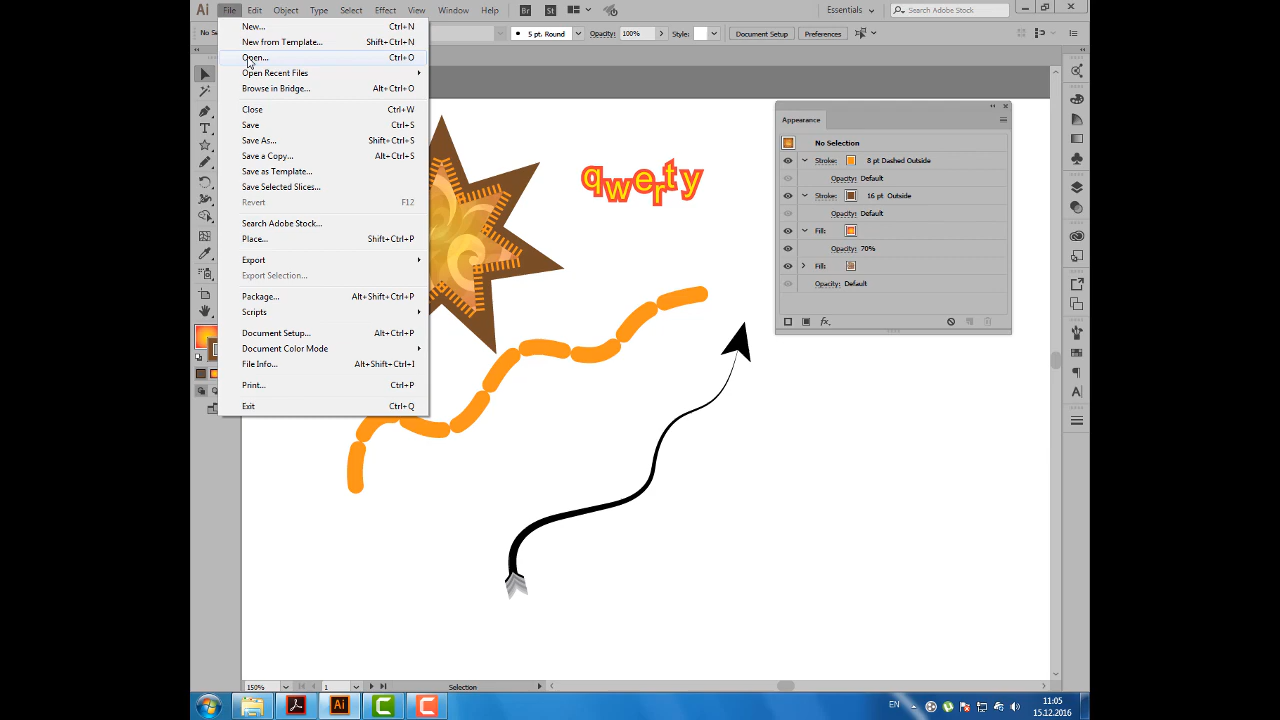 Ai File Edit Object Type Select Effect View Window Help Br St Essentials Search Adobe Stock
No Se 5 pt. Round Opacity: 100% Style: Document Setup Preferences
New... Ctrl+N
New from Template... Shift+Ctrl+N
Open... Ctrl+O
Open Recent Files
Browse in Bridge... Alt+Ctrl+O
Close Ctrl+W
Save Ctrl+S
Save As... Shift+Ctrl+S
Save a Copy... Alt+Ctrl+S
Save as Template...
Save Selected Slices...
Revert F12
Search Adobe Stock...
Place... Shift+Ctrl+P
Export
Export Selection...
Package... Alt+Shift+Ctrl+P
Scripts
Document Setup... Alt+Ctrl+P
Document Color Mode
File Info... Alt+Shift+Ctrl+I
Print... Ctrl+P
Exit Ctrl+Q
qwerty
Appearance
No Selection
Stroke: 8 pt Dashed Outside
Opacity: Default
Stroke: 16 pt Outside
Opacity: Default
Fill:
Opacity: 70%
Fill:
Opacity: Default
fx.
150% 1 Selection
Ai EN 11:05
15.12.2016